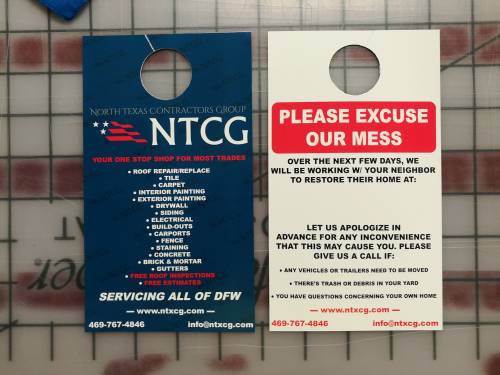 NORTH TEXAS CONTRACTORS GROUP
NTCG
YOUR ONE STOP SHOP FOR MOST TRADES
• ROOF REPAIR/REPLACE
• TILE
• CARPET
• INTERIOR PAINTING
• EXTERIOR PAINTING
• DRYWALL
• SIDING
• ELECTRICAL
• BUILD-OUTS
• CARPORTS
• FENCE
• STAINING
• CONCRETE
• BRICK & MORTAR
• GUTTERS
• FREE ROOF INSPECTIONS
• FREE ESTIMATES
SERVICING ALL OF DFW
— www.ntxcg.com —
469-767-4846 info@ntxcg.com
PLEASE EXCUSE
OUR MESS
OVER THE NEXT FEW DAYS, WE
WILL BE WORKING W/ YOUR NEIGHBOR
TO RESTORE THEIR HOME AT:
LET US APOLOGIZE IN
ADVANCE FOR ANY INCONVENIENCE
THAT THIS MAY CAUSE YOU. PLEASE
GIVE US A CALL IF:
• ANY VEHICLES OR TRAILERS NEED TO BE MOVED
• THERE'S TRASH OR DEBRIS IN YOUR YARD
• YOU HAVE QUESTIONS CONCERNING YOUR OWN HOME
— www.ntxcg.com —
469-767-4846 info@ntxcg.com